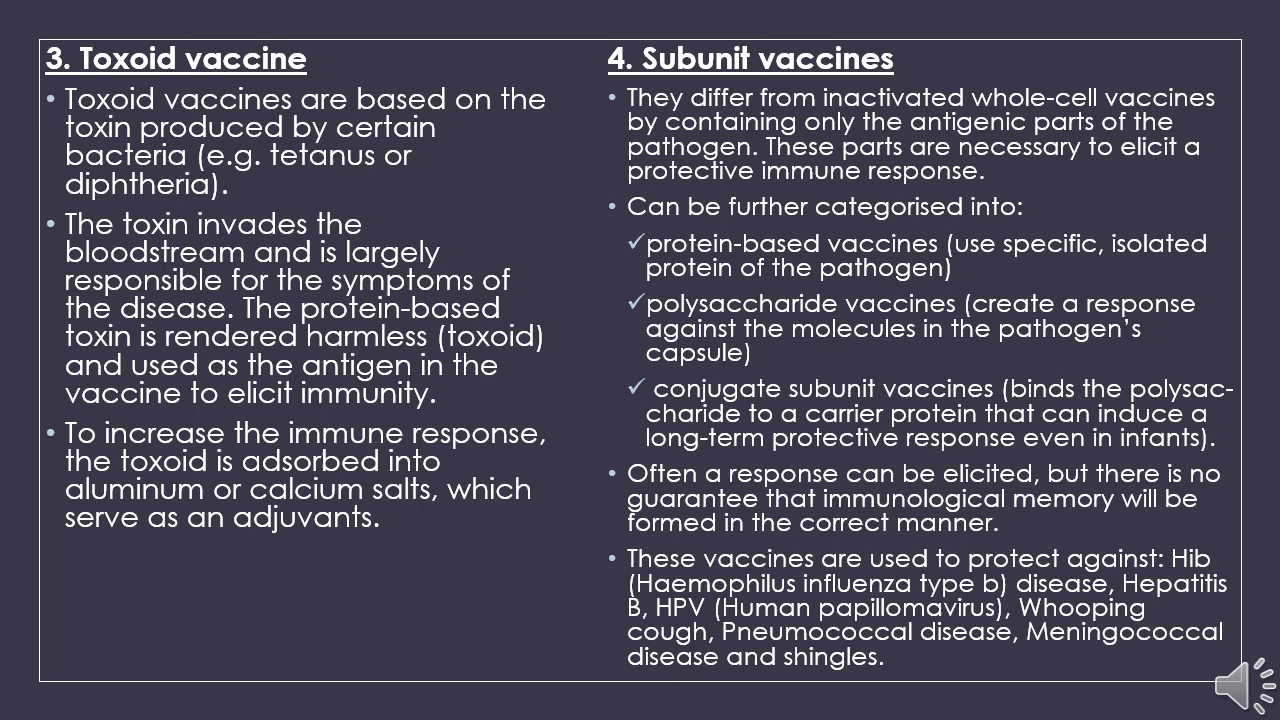 3. Toxoid vaccine
• Toxoid vaccines are based on the
toxin produced by certain
bacteria (e.g. tetanus or
diphtheria).
• The toxin invades the
bloodstream and is largely
responsible for the symptoms of
the disease. The protein-based
toxin is rendered harmless (toxoid)
and used as the antigen in the
vaccine to elicit immunity.
• To increase the immune response,
the toxoid is adsorbed into
aluminum or calcium salts, which
serve as an adjuvants.
4. Subunit vaccines
• They differ from inactivated whole-cell vaccines
by containing only the antigenic parts of the
pathogen. These parts are necessary to elicit a
protective immune response.
• Can be further categorised into:
✓protein-based vaccines (use specific, isolated
protein of the pathogen)
✓polysaccharide vaccines (create a response
against the molecules in the pathogen's
capsule)
✓ conjugate subunit vaccines (binds the polysac-
charide to a carrier protein that can induce a
long-term protective response even in infants).
• Often a response can be elicited, but there is no
guarantee that immunological memory will be
formed in the correct manner.
• These vaccines are used to protect against: Hib
(Haemophilus influenza type b) disease, Hepatitis
B, HPV (Human papillomavirus), Whooping
cough, Pneumococcal disease, Meningococcal
disease and shingles.